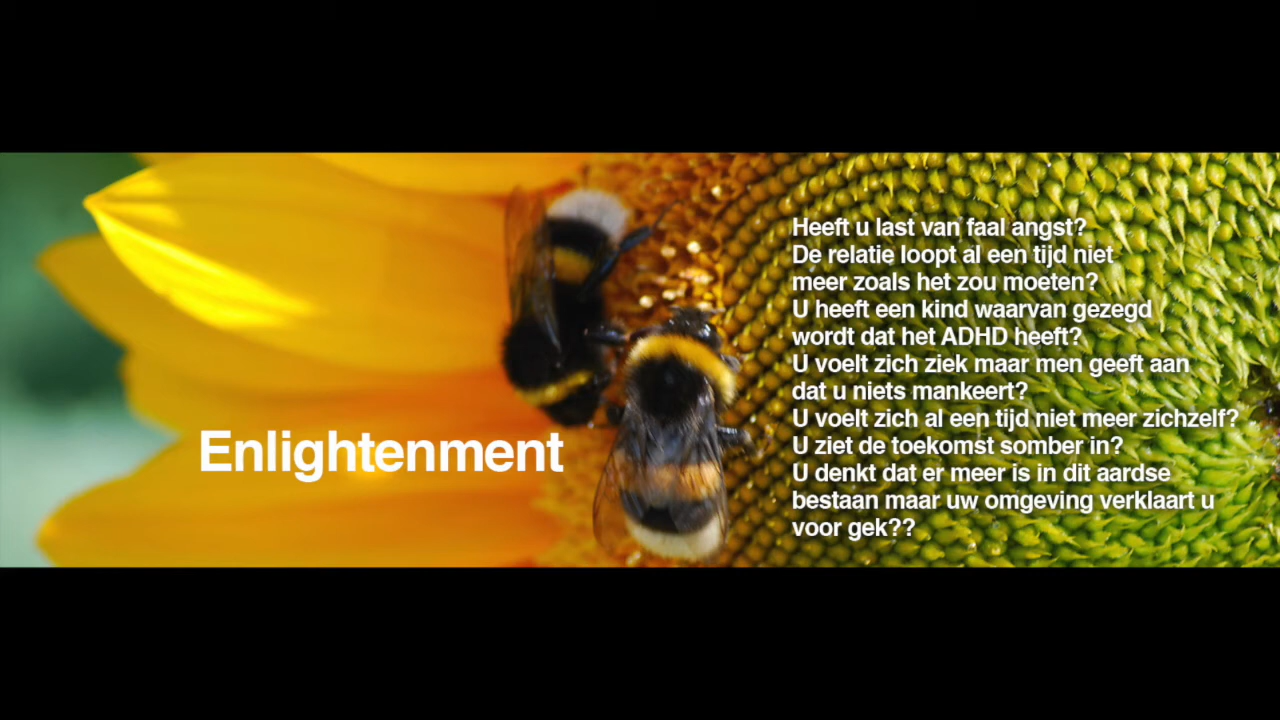 Enlightenment
Heeft u last van faal angst?
De relatie loopt al een tijd niet
meer zoals het zou moeten?
U heeft een kind waarvan gezegd
wordt dat het ADHD heeft?
U voelt zich ziek maar men geeft aan
dat u niets mankeert?
U voelt zich al een tijd niet meer zichzelf?
U ziet de toekomst somber in?
U denkt dat er meer is in dit aardse
bestaan maar uw omgeving verklaart u
voor gek??